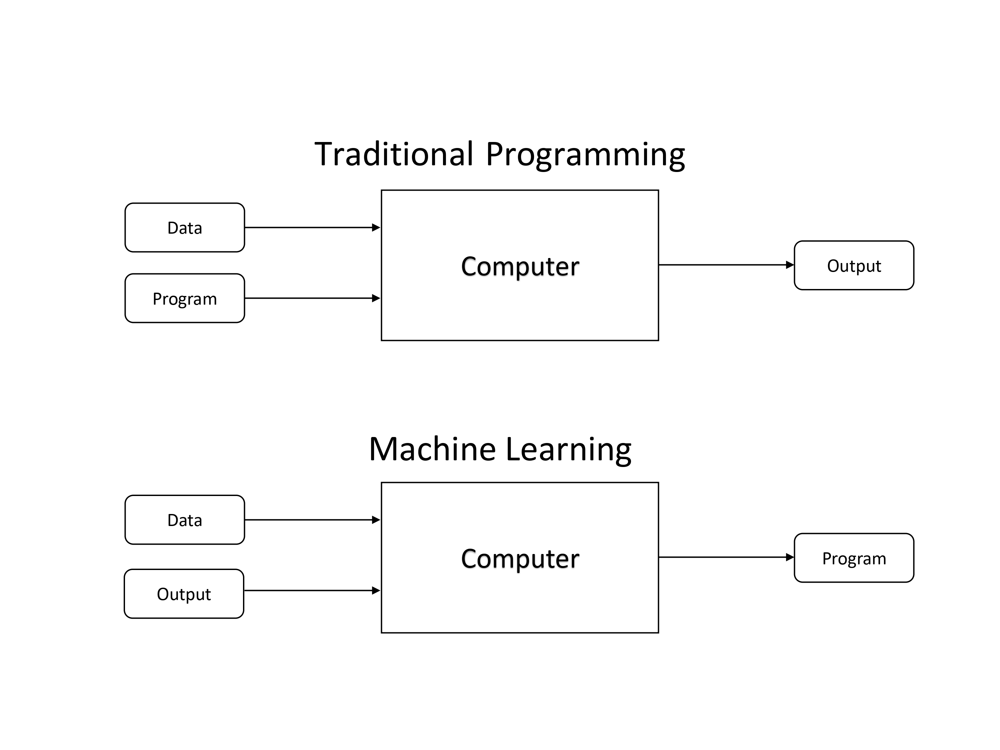 Traditional Programming
Data
Program
Computer
Output
Machine Learning
Data
Output
Computer
Program